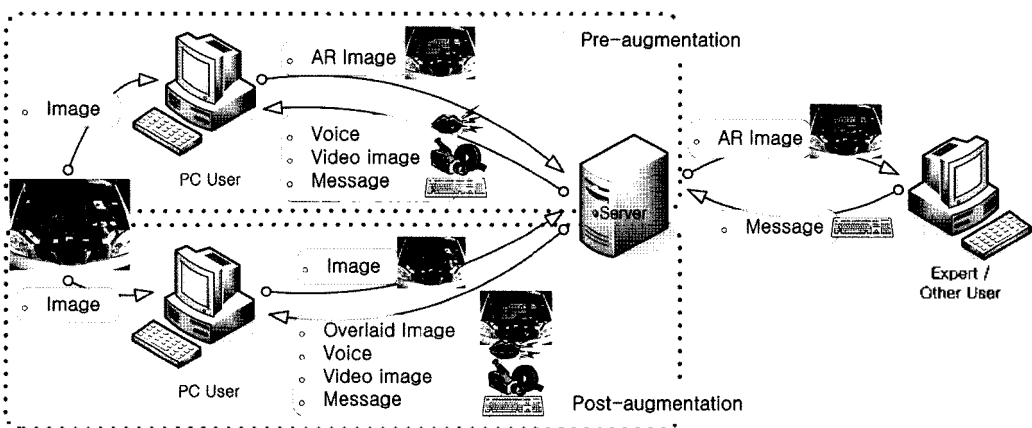 Pre-augmentation
AR Image
Image
Voice
Video image
Message
PC User
AR Image
Server
Message
Expert /
Other User
Image
Image
Overlaid Image
Voice
Video image
Message
PC User
Post-augmentation